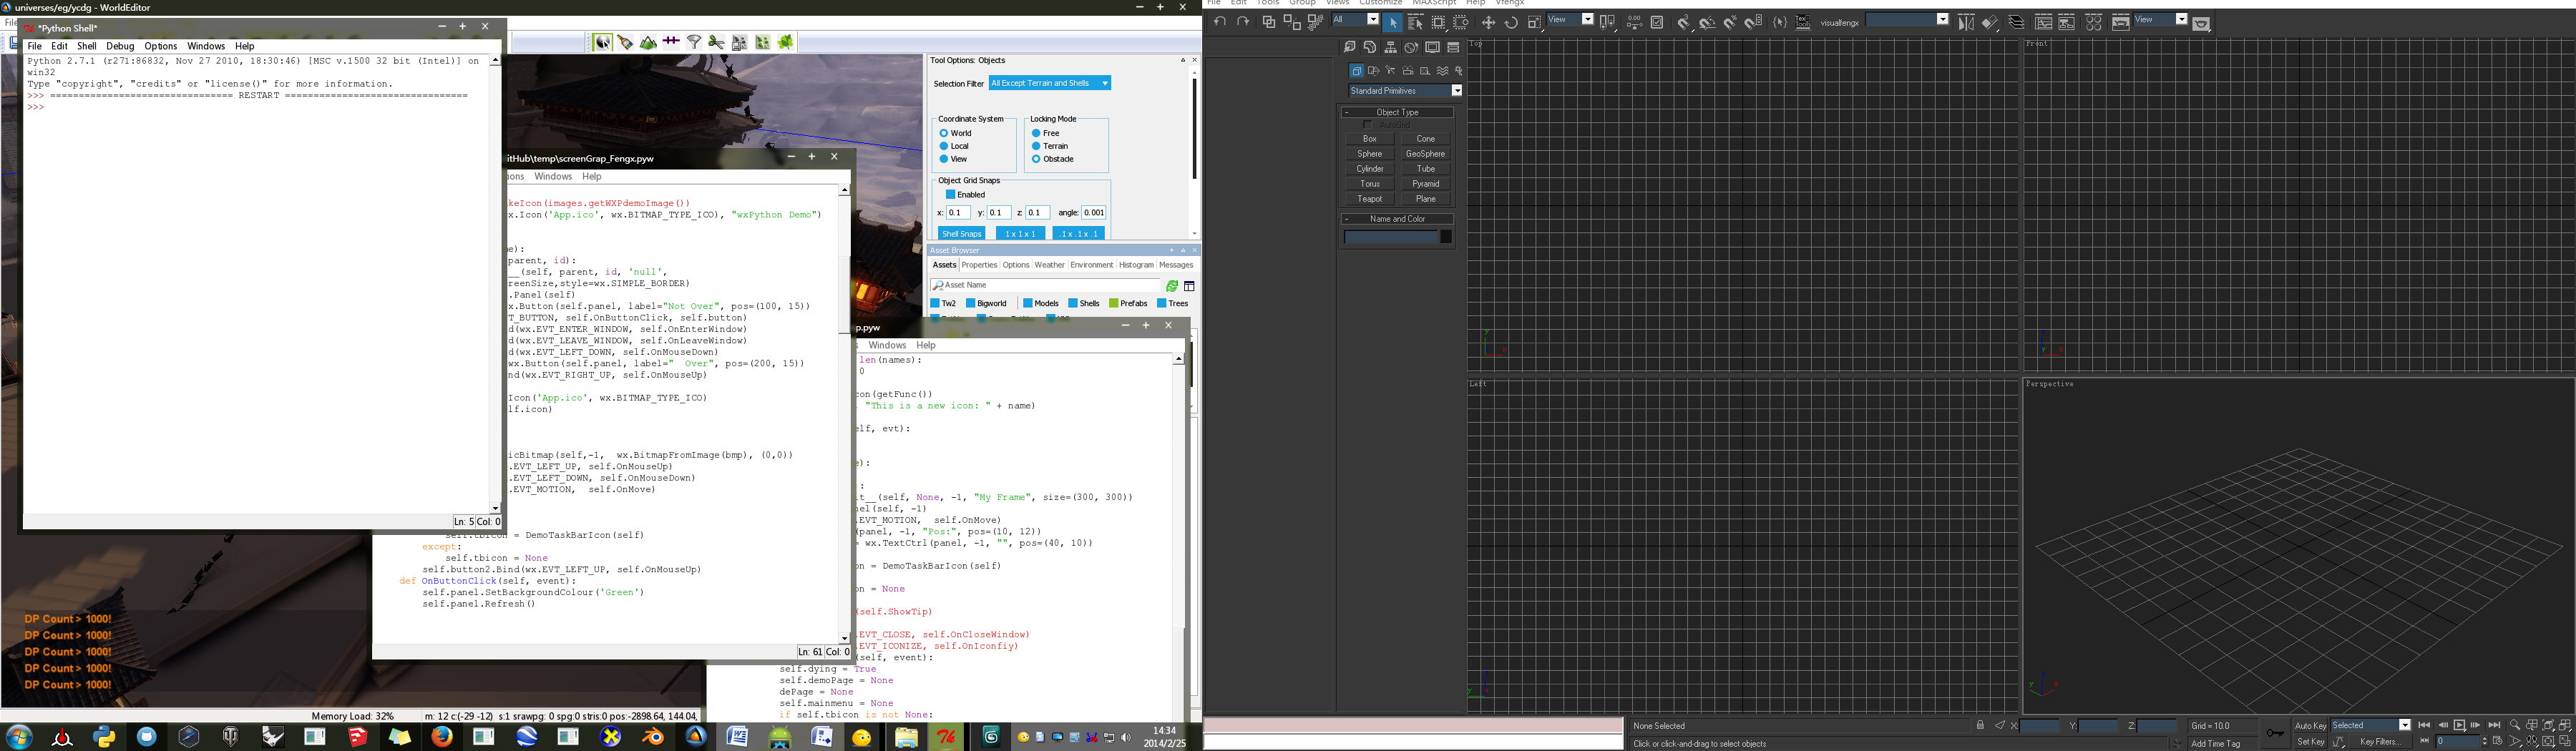 universes/eg/ycdg - WorldEditor
*Python Shell*
File Edit Shell Debug Options Windows Help
Python 2.7.1 (r271:86832, Nov 27 2010, 18:30:46) [MSC v.1500 32 bit (Intel)] on
win32
Type "copyright", "credits" or "license()" for more information.
>>> ================================ RESTART ================================
>>>
Ln: 5 Col: 0
itHub\temp\screenGrap_Fengx.pyw
ons Windows Help
keIcon(images.getWXPdemoImage())
x.Icon('App.ico', wx.BITMAP_TYPE_ICO), "wxPython Demo")
me):
parent, id):
__(self, parent, id, 'null',
reenSize,style=wx.SIMPLE_BORDER)
.Panel(self)
x.Button(self.panel, label="Not Over", pos=(100, 15))
T_BUTTON, self.OnButtonClick, self.button)
d(wx.EVT_ENTER_WINDOW, self.OnEnterWindow)
d(wx.EVT_LEAVE_WINDOW, self.OnLeaveWindow)
d(wx.EVT_LEFT_DOWN, self.OnMouseDown)
wx.Button(self.panel, label="  Over", pos=(200, 15))
nd(wx.EVT_RIGHT_UP, self.OnMouseUp)
Icon('App.ico', wx.BITMAP_TYPE_ICO)
lf.icon)
icBitmap(self,-1,  wx.BitmapFromImage(bmp), (0,0))
.EVT_LEFT_UP, self.OnMouseUp)
.EVT_LEFT_DOWN, self.OnMouseDown)
.EVT_MOTION,  self.OnMove)
self.tbicon = DemoTaskBarIcon(self)
except:
self.tbicon = None
self.button2.Bind(wx.EVT_LEFT_UP, self.OnMouseUp)
def OnButtonClick(self, event):
self.panel.SetBackgroundColour('Green')
self.panel.Refresh()
Ln: 61 Col: 0
p.pyw
s Windows Help
len(names):
0
con(getFunc())
"This is a new icon: " + name)
elf, evt):
e):
:
it__(self, None, -1, "My Frame", size=(300, 300))
nel(self, -1)
.EVT_MOTION,  self.OnMove)
(panel, -1, "Pos:", pos=(10, 12))
= wx.TextCtrl(panel, -1, "", pos=(40, 10))
on = DemoTaskBarIcon(self)
on = None
(self.ShowTip)
.EVT_CLOSE, self.OnCloseWindow)
.EVT_ICONIZE, self.OnIconfiy)
(self, event):
self.dying = True
self.demoPage = None
dePage = None
self.mainmenu = None
if self.tbicon is not None:
Tool Options: Objects
Selection Filter All Except Terrain and Shells
Coordinate System Locking Mode
World Free
Local Terrain
View Obstacle
Object Grid Snaps
Enabled
x: 0.1 y: 0.1 z: 0.1 angle: 0.001
Shell Snaps 1 x 1 x 1 .1 x .1 x .1
Asset Browser
Assets Properties Options Weather Environment Histogram Messages
Asset Name
Tw2 Bigworld Models Shells Prefabs Trees
DP Count > 1000!
DP Count > 1000!
DP Count > 1000!
DP Count > 1000!
DP Count > 1000!
Memory Load: 32% m: 12 c:(-29 -12) s:1 srawpg: 0 spg:0 stris:0 pos:-2898.64, 144.04,
14:34
2014/2/25
File Edit Tools Group Views Customize MAXScript Help Vfengx
All View visualfengx View
Standard Primitives
Object Type
AutoGrid
Box Cone
Sphere GeoSphere
Cylinder Tube
Torus Pyramid
Teapot Plane
Name and Color
Top
Front
Left
Perspective
None Selected X: Y: Z: Grid = 10.0 Auto Key Selected
Click or click-and-drag to select objects Add Time Tag Set Key Key Filters... 0